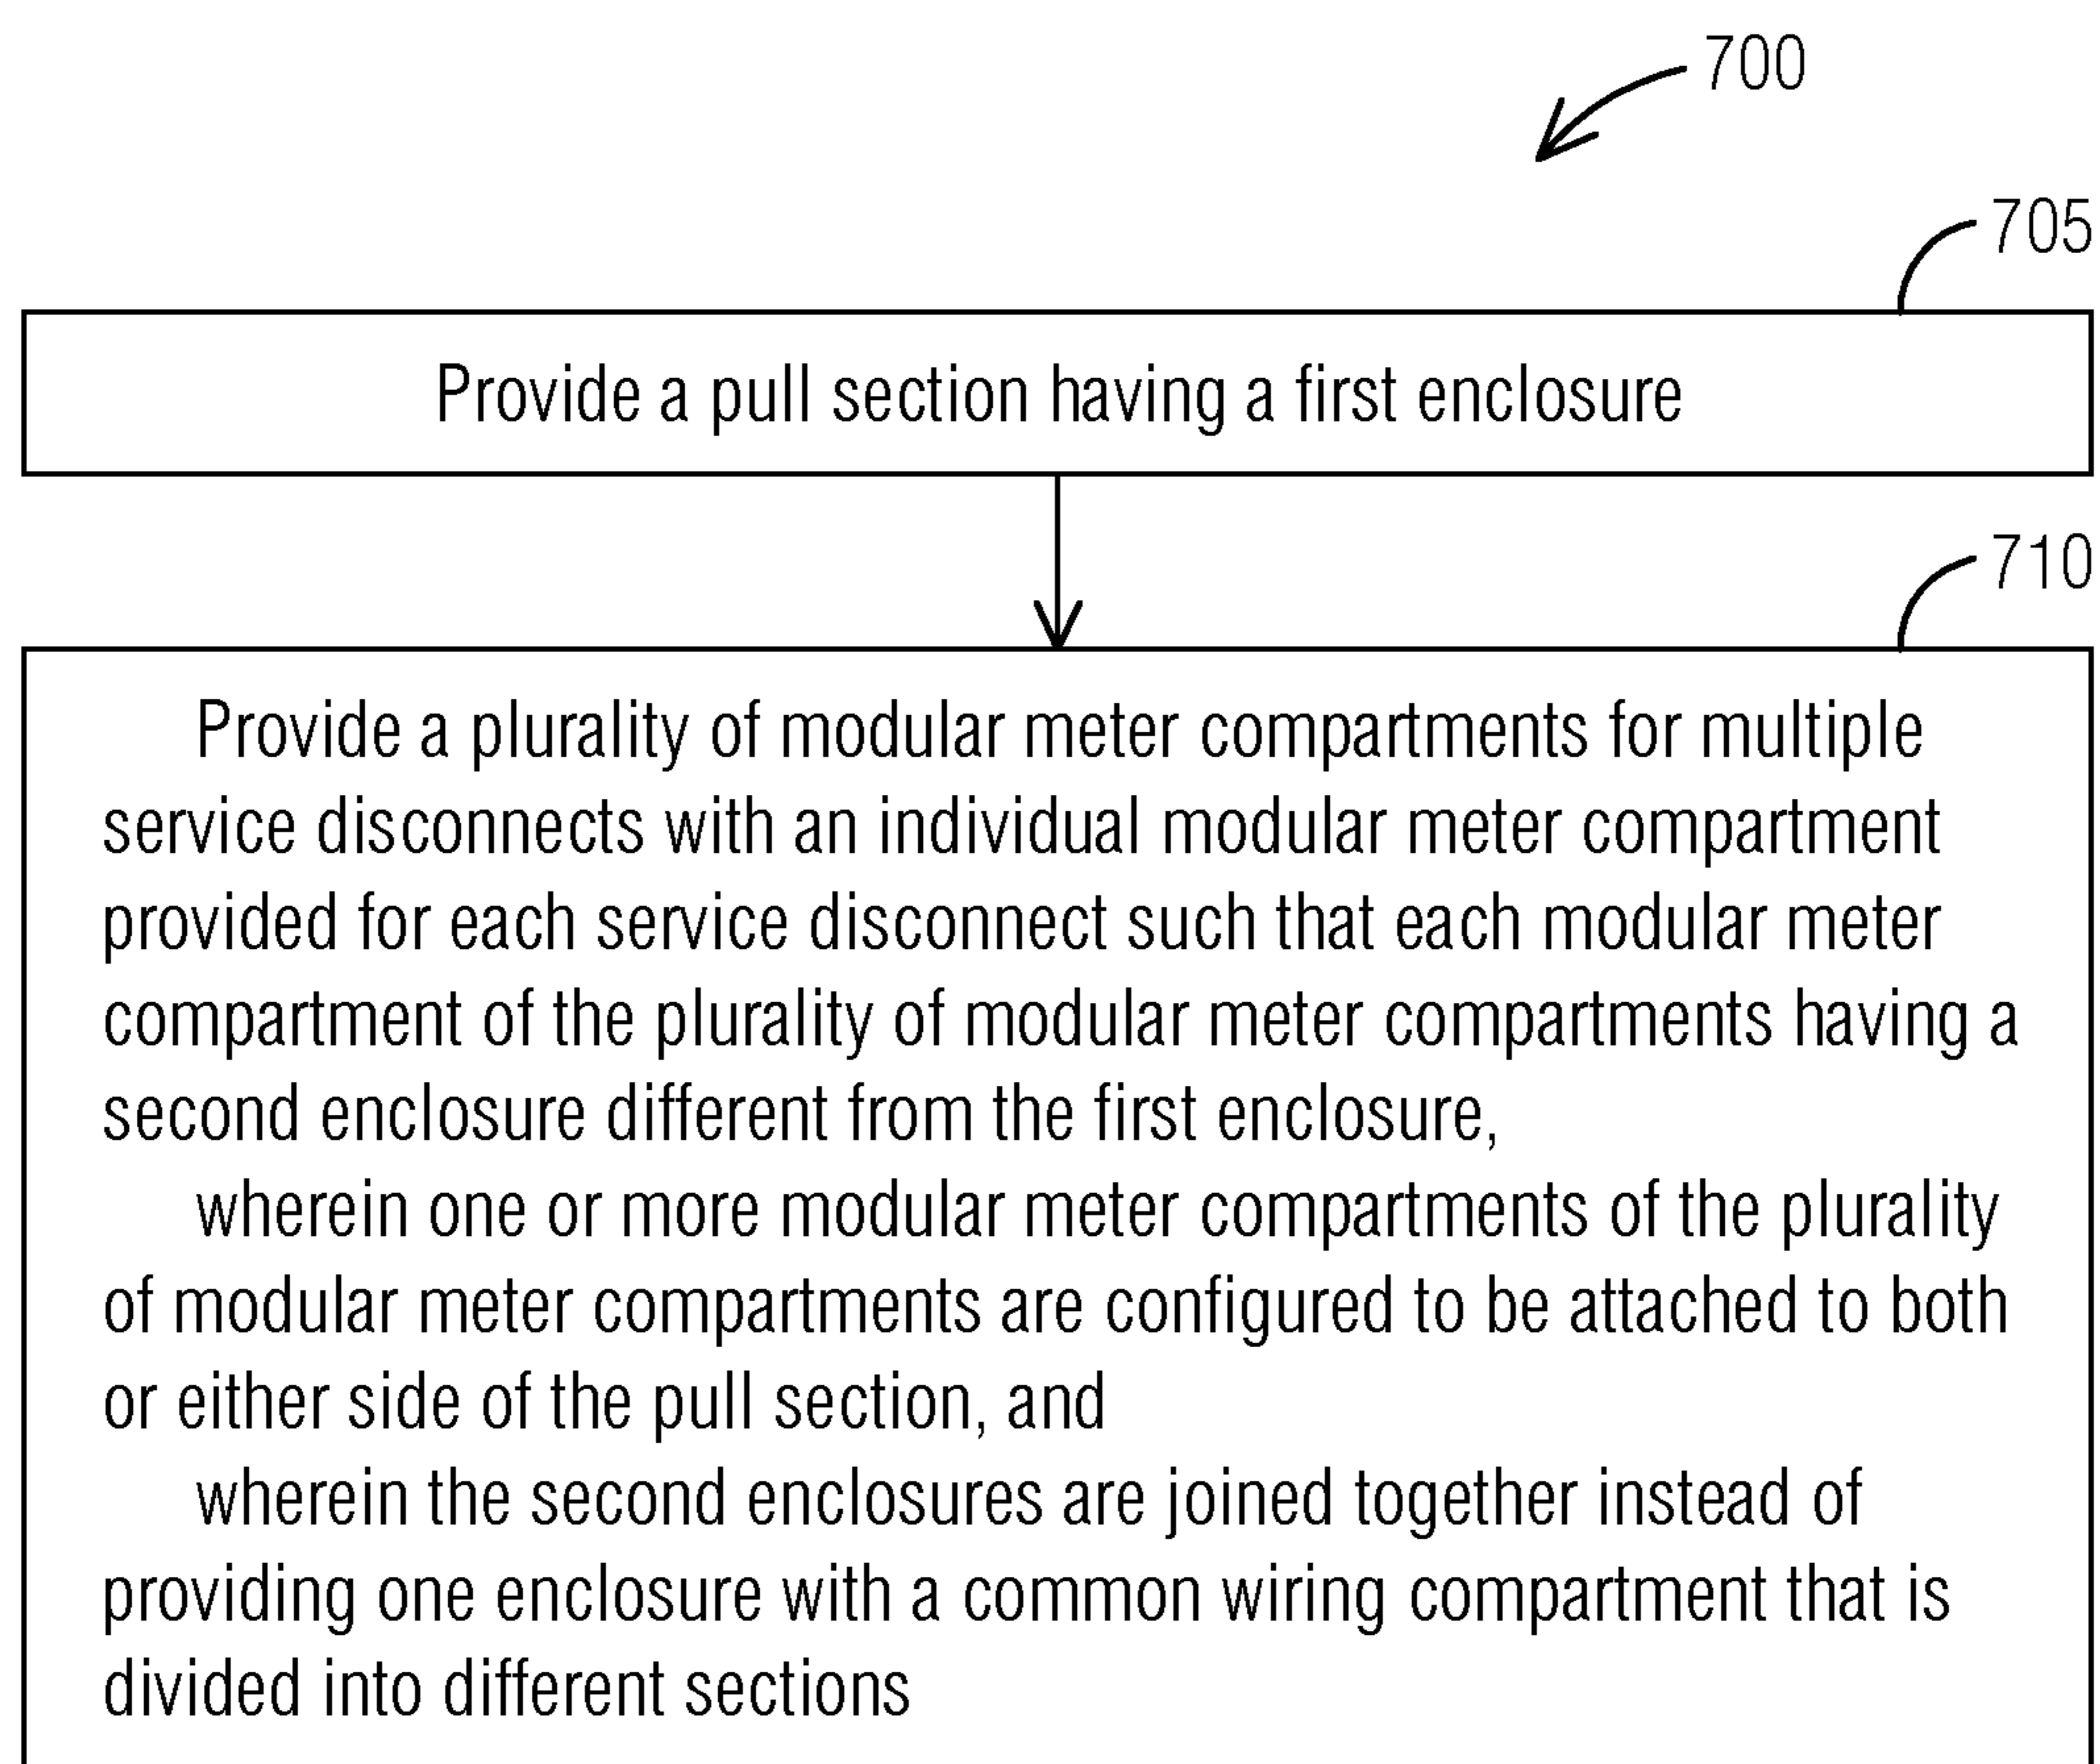 700
705
Provide a pull section having a first enclosure
710
Provide a plurality of modular meter compartments for multiple
service disconnects with an individual modular meter compartment
provided for each service disconnect such that each modular meter
compartment of the plurality of modular meter compartments having a
second enclosure different from the first enclosure,
wherein one or more modular meter compartments of the plurality
of modular meter compartments are configured to be attached to both
or either side of the pull section, and
wherein the second enclosures are joined together instead of
providing one enclosure with a common wiring compartment that is
divided into different sections